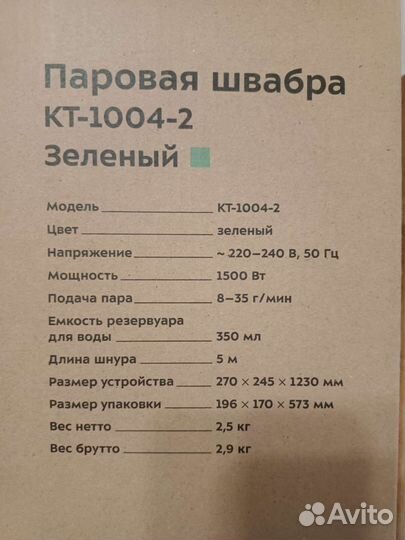 Паровая швабра
КТ-1004-2
Зеленый
Модель КТ-1004-2
Цвет зеленый
Напряжение ~ 220–240 В, 50 Гц
Мощность 1500 Вт
Подача пара 8–35 г/мин
Емкость резервуара
для воды 350 мл
Длина шнура 5 м
Размер устройства 270 × 245 × 1230 мм
Размер упаковки 196 × 170 × 573 мм
Вес нетто 2,5 кг
Вес брутто 2,9 кг
Avito